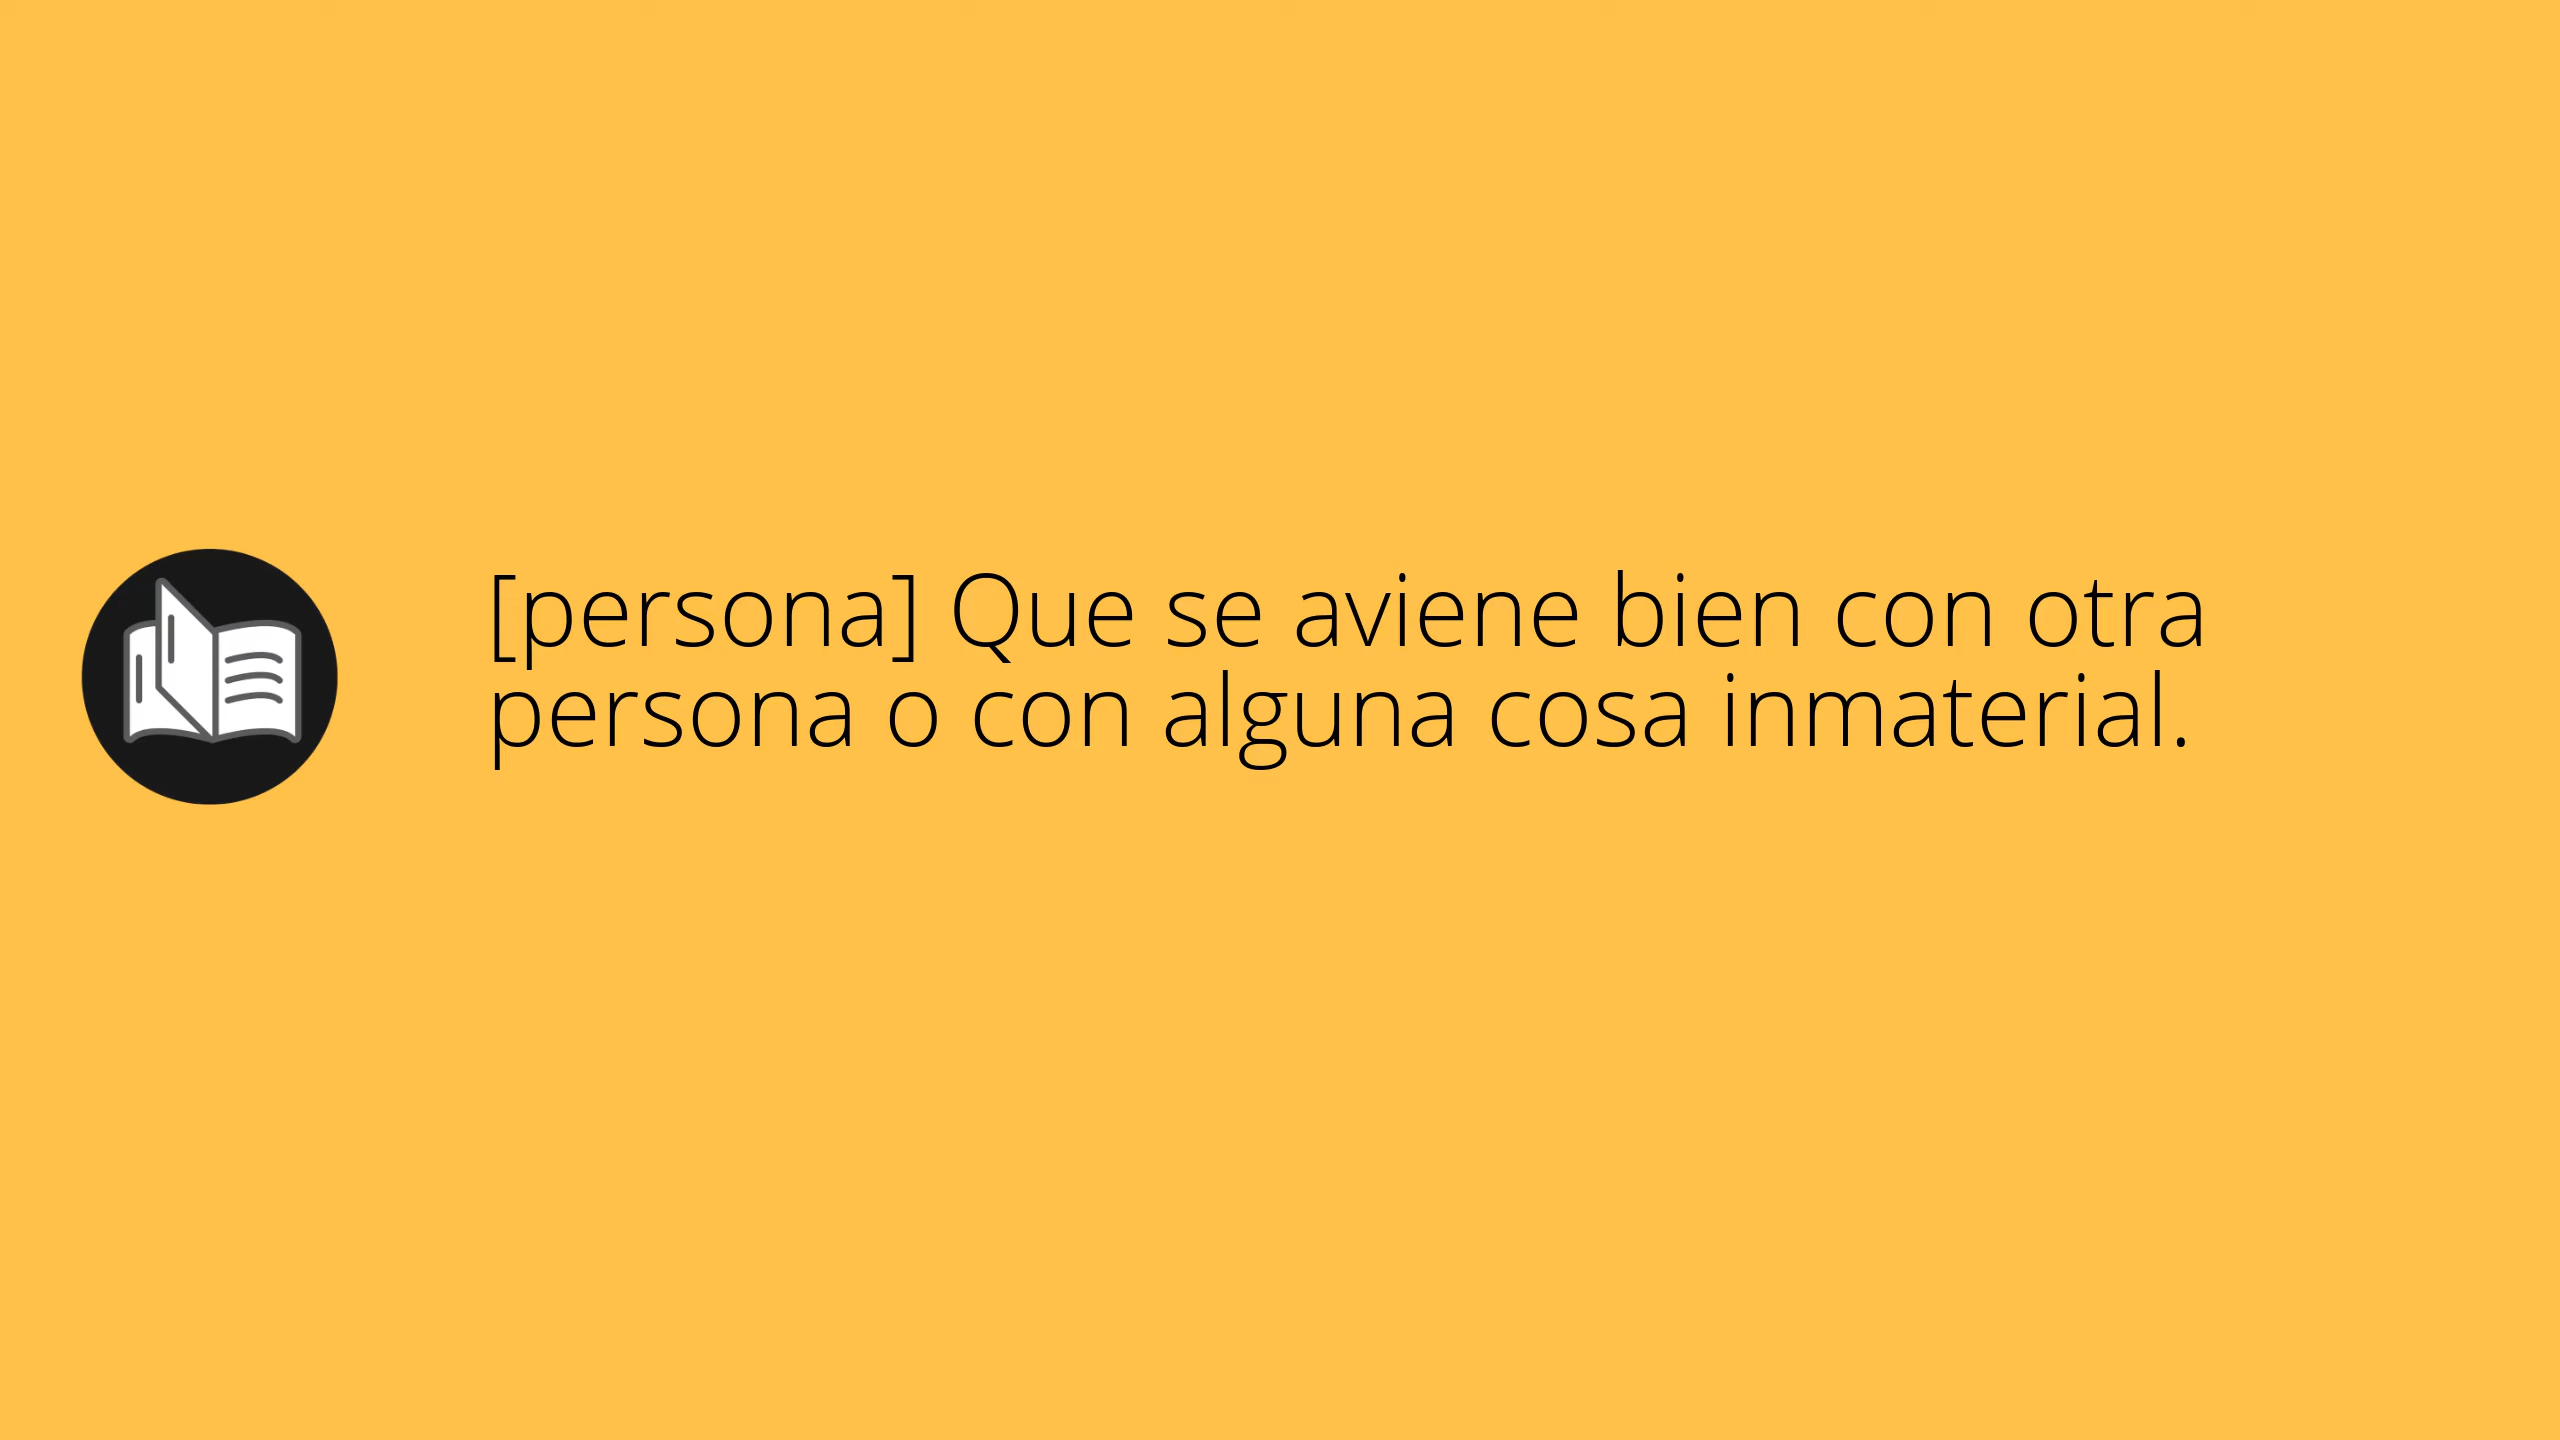 [persona] Que se aviene bien con otra
persona o con alguna cosa inmaterial.